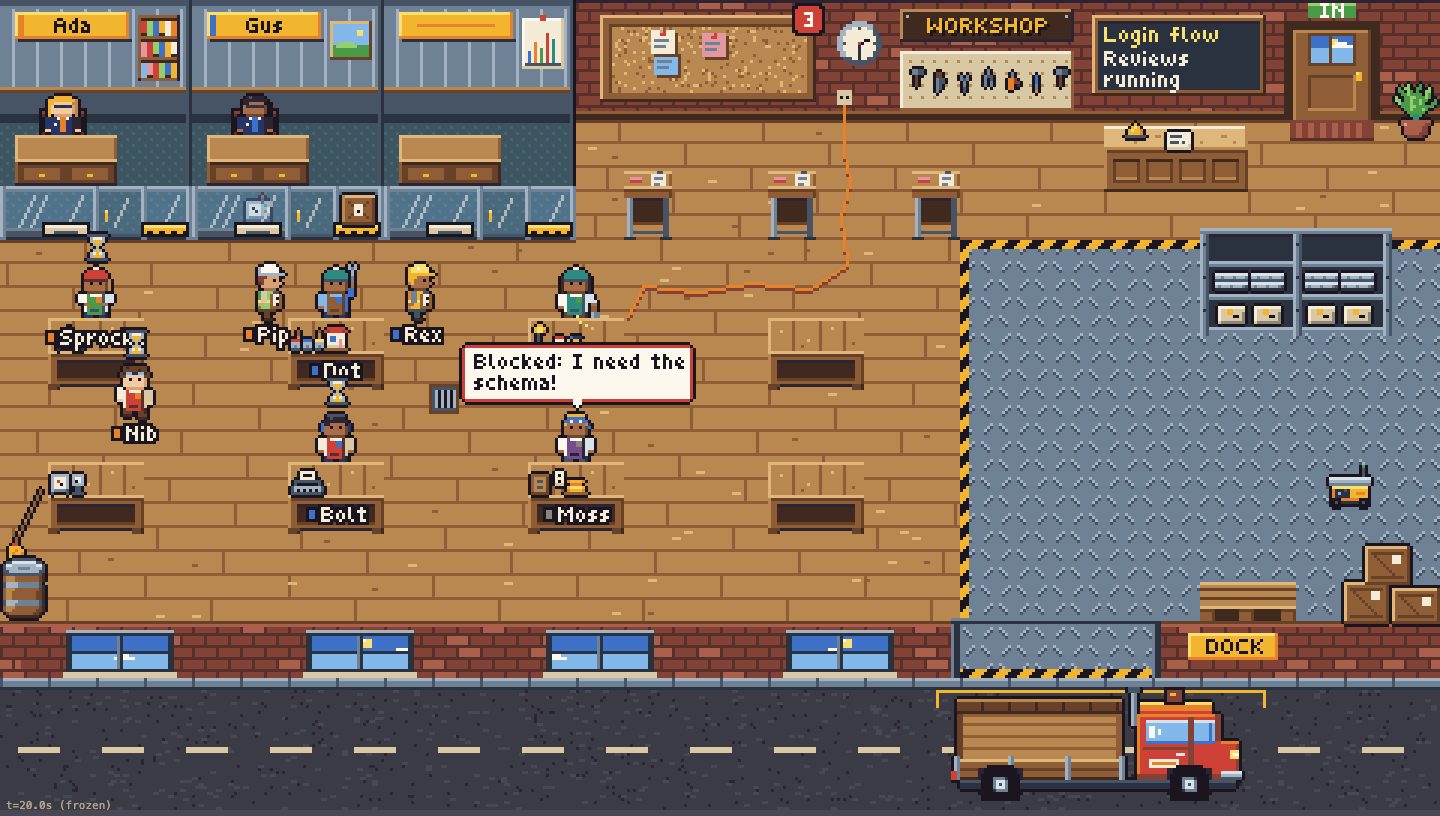 Ada
Gus
3
WORKSHOP
Login flow
Reviews
running
IN
Sprock
Pip
Rex
Dot
Blocked: I need the
schema!
Nib
Bolt
Moss
DOCK
t=20.0s (frozen)